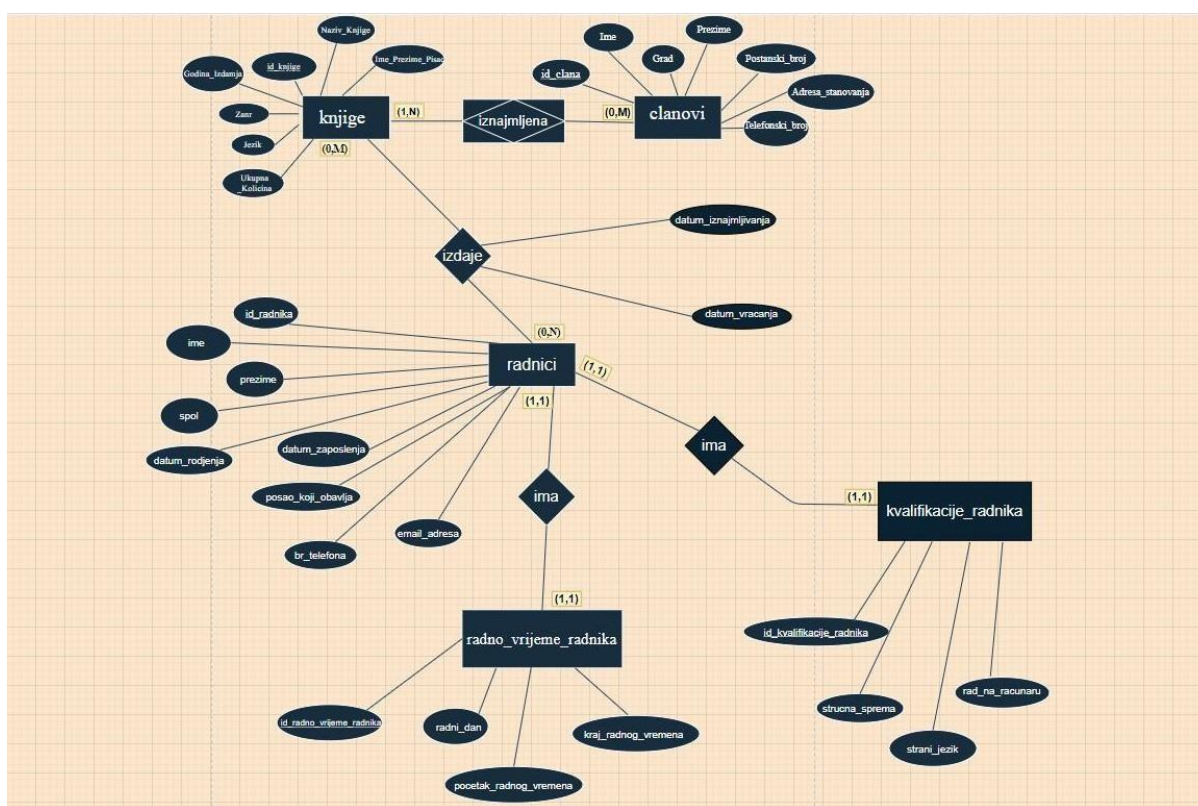 Naziv_Knjige
id_knjige
Ime_Prezime_Pisac
Godina_Izdamja
Zanr
Jezik
Ukupna
_Kolicina
knjige
(1,N)
(0,M)
iznajmljena
(0,M)
clanovi
Ime
Prezime
Grad
id_clana
Postanski_broj
Adresa_stanovanja
Telefonski_broj
izdaje
datum_iznajmljivanja
datum_vracanja
(0,N)
radnici
(1,1)
(1,1)
id_radnika
ime
prezime
spol
datum_rodjenja
datum_zaposlenja
posao_koji_obavlja
br_telefona
email_adresa
ima
ima
(1,1)
kvalifikacije_radnika
id_kvalifikacije_radnika
strucna_sprema
strani_jezik
rad_na_racunaru
(1,1)
radno_vrijeme_radnika
id_radno_vrijeme_radnika
radni_dan
pocetak_radnog_vremena
kraj_radnog_vremena